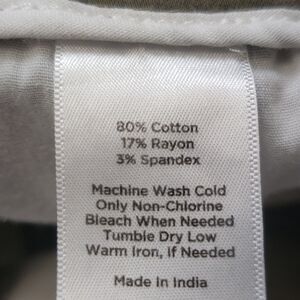 80% Cotton
17% Rayon
3% Spandex
Machine Wash Cold
Only Non-Chlorine
Bleach When Needed
Tumble Dry Low
Warm Iron, if Needed
Made in India